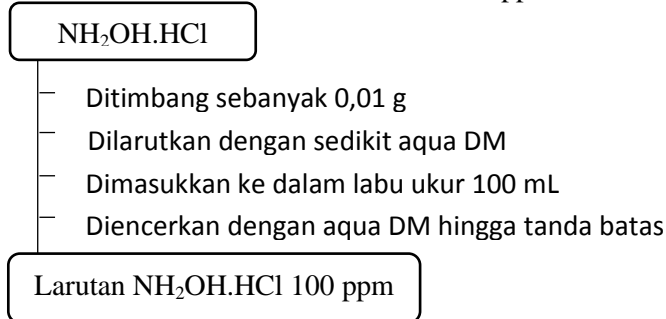 NH₂OH.HCl
Ditimbang sebanyak 0,01 g
Dilarutkan dengan sedikit aqua DM
Dimasukkan ke dalam labu ukur 100 mL
Diencerkan dengan aqua DM hingga tanda batas
Larutan NH₂OH.HCl 100 ppm